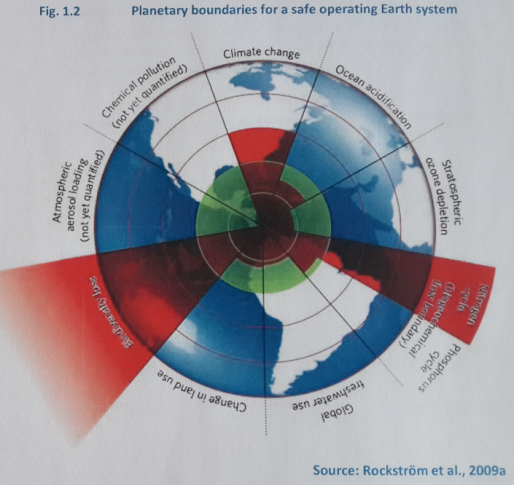 Fig. 1.2 Planetary boundaries for a safe operating Earth system
Climate change
Ocean acidification
Stratospheric
ozone depletion
Nitrogen
cycle
(biogeochemical
flow boundary)
Phosphorus
cycle
Global
freshwater use
Change in land use
Biodiversity loss
Atmospheric
aerosol loading
(not yet quantified)
Chemical pollution
(not yet quantified)
Source: Rockström et al., 2009a